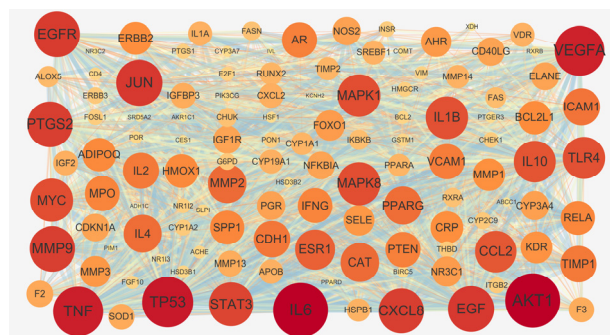 EGFR ERBB2 IL1A FASN AR NOS2 INSR XDH VDR VEGFA
NR3C2 PTGS1 CYP3A7 IVL SREBF1 COMT AHR CD40LG RXRB
ALOX5 CD4 JUN E2F1 RUNX2 TIMP2 MAPK1 VIM MMP14 ELANE
ERBB3 IGFBP3 PIK3CG CXCL2 KCNH2 HMGCR FAS ICAM1
PTGS2 FOSL1 SRD5A2 AKR1C1 CHUK HSF1 FOXO1 BCL2 IL1B PTGER3 BCL2L1
POR CES1 IGF1R PON1 CYP1A1 IKBKB GSTM1 CHEK1
IGF2 ADIPOQ IL2 HMOX1 G6PD CYP19A1 NFKBIA PPARA VCAM1 IL10 TLR4
MYC MPO MMP2 HSD3B2 MAPK8 RXRA MMP1 ABCC1 CYP3A4
ADH1C NR1I2 GLP1 PGR IFNG PPARG CYP2C9 RELA
CDKN1A CYP1A2 SPP1 SELE CRP
MMP9 IL4 PIM1 ACHE CDH1 ESR1 PTEN THBD CCL2 KDR
MMP3 NR1I3 MMP13 APOB CAT NR3C1 TIMP1
F2 FGF10 HSD3B1 PPARD BIRC5 ITGB2
TNF SOD1 TP53 STAT3 IL6 HSPB1 CXCL8 EGF AKT1 F3